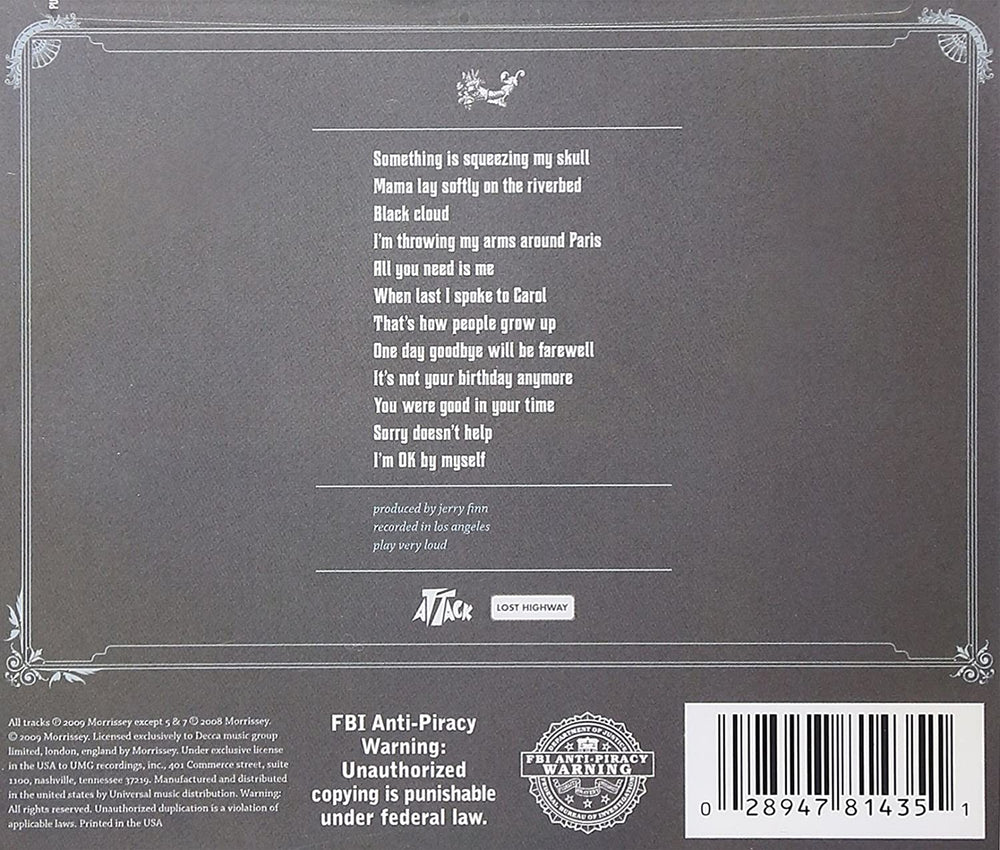 PU
Something is squeezing my skull
Mama lay softly on the riverbed
Black cloud
I'm throwing my arms around Paris
All you need is me
When last I spoke to Carol
That's how people grow up
One day goodbye will be farewell
It's not your birthday anymore
You were good in your time
Sorry doesn't help
I'm OK by myself
produced by jerry finn
recorded in los angeles
play very loud
ATTACK
LOST HIGHWAY
All tracks ℗ 2009 Morrissey except 5 & 7 ℗ 2008 Morrissey.
© 2009 Morrissey. Licensed exclusively to Decca music group
limited, london, england by Morrissey. Under exclusive license
in the USA to UMG recordings, inc., 401 Commerce street, suite
1100, nashville, tennessee 37219. Manufactured and distributed
in the united states by Universal music distribution. Warning:
All rights reserved. Unauthorized duplication is a violation of
applicable laws. Printed in the USA
FBI Anti-Piracy
Warning:
Unauthorized
copying is punishable
under federal law.
DEPARTMENT OF JUSTICE
FBI ANTI-PIRACY
WARNING
FEDERAL BUREAU OF INVESTIGATION
0 28947 81435 1